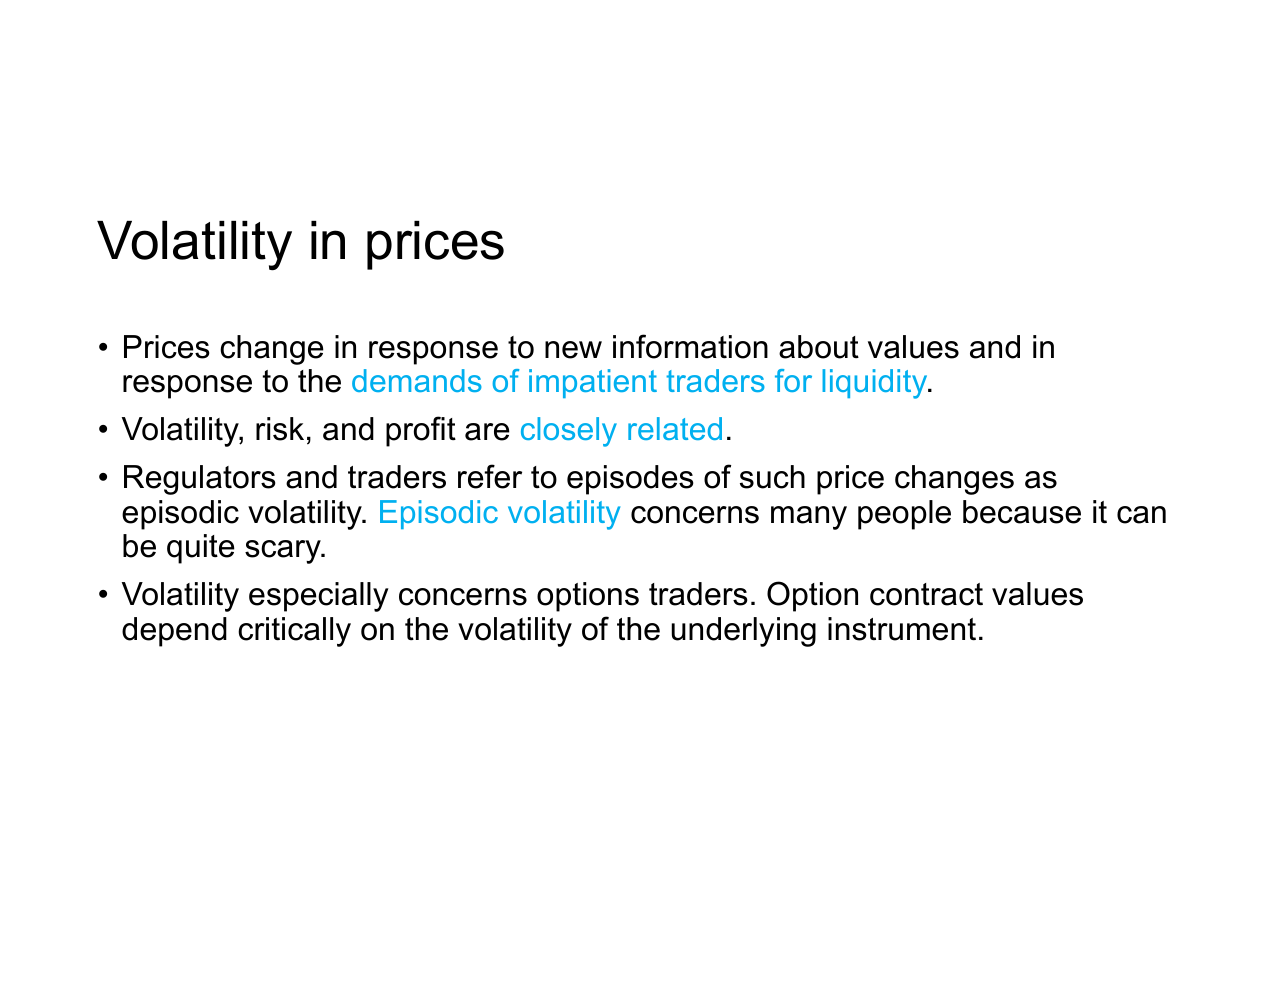 Volatility in prices
• Prices change in response to new information about values and in
response to the demands of impatient traders for liquidity.
• Volatility, risk, and profit are closely related.
• Regulators and traders refer to episodes of such price changes as
episodic volatility. Episodic volatility concerns many people because it can
be quite scary.
• Volatility especially concerns options traders. Option contract values
depend critically on the volatility of the underlying instrument.